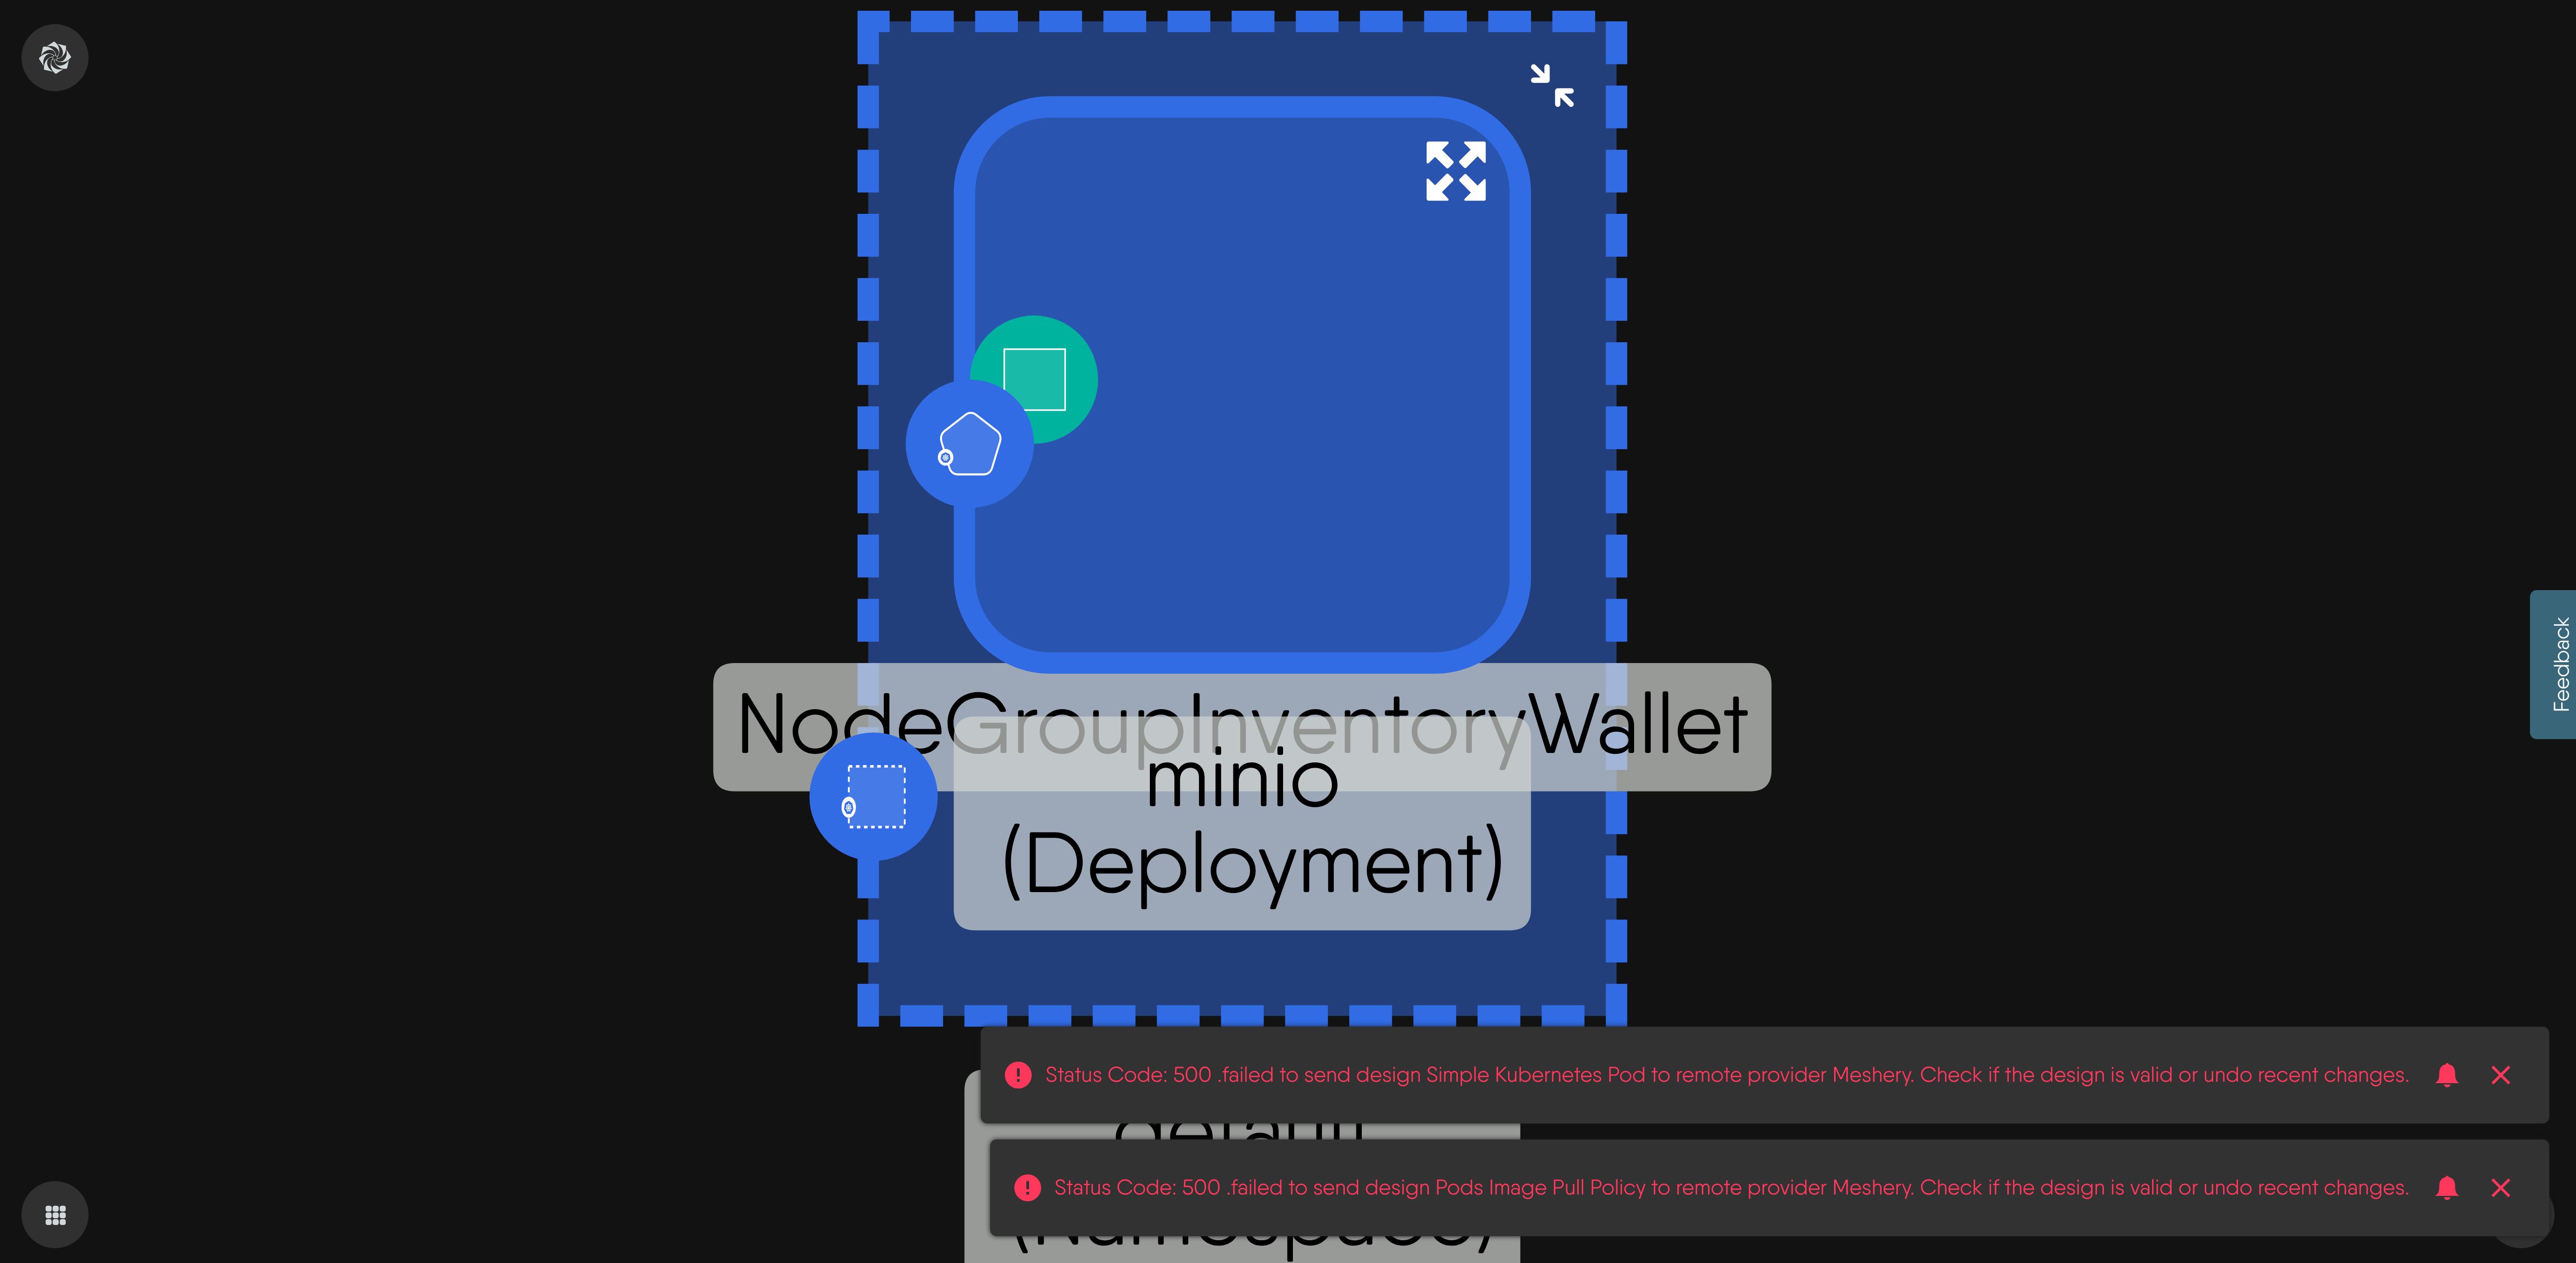 NodeGroupInventoryWallet
minio
(Deployment)
Feedback
Status Code: 500 .failed to send design Simple Kubernetes Pod to remote provider Meshery. Check if the design is valid or undo recent changes.
default
Status Code: 500 .failed to send design Pods Image Pull Policy to remote provider Meshery. Check if the design is valid or undo recent changes.
(Namespace)